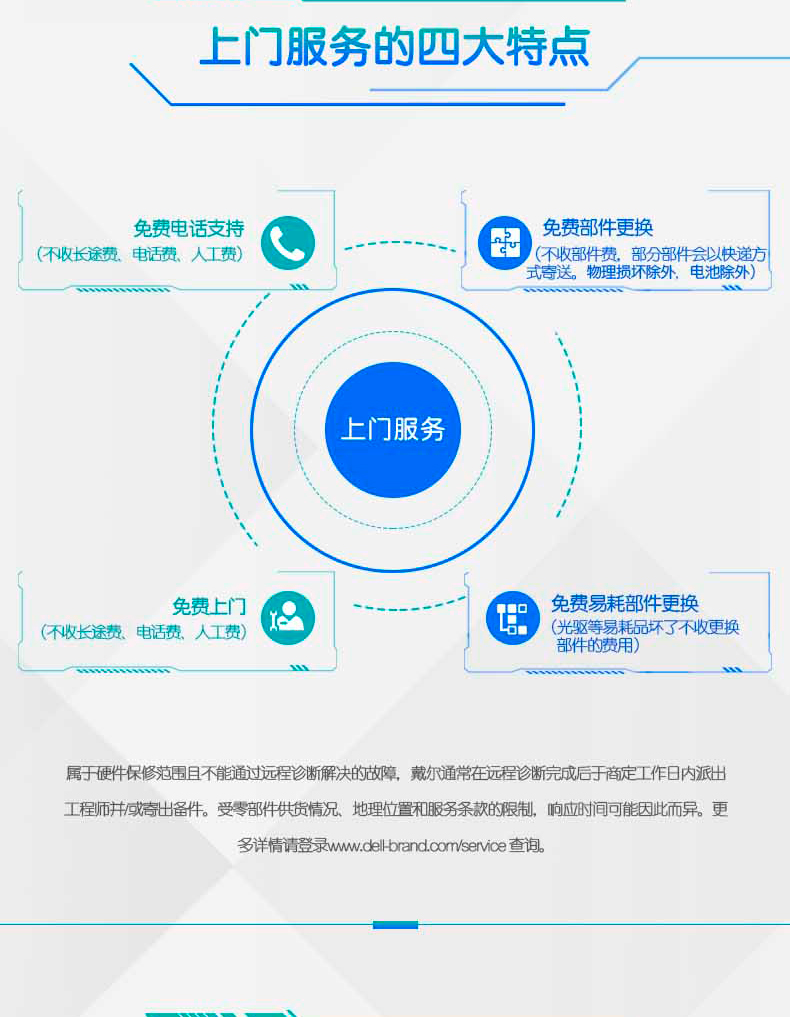 上门服务的四大特点
免费电话支持
（不收长途费、电话费、人工费）
免费部件更换
（不收部件费，部分部件会以快递方
式寄送。物理损坏除外、电池除外）
上门服务
免费上门
（不收长途费、电话费、人工费）
免费易耗部件更换
（光驱等易耗品坏了不收更换
部件的费用）
属于硬件保修范围且不能通过远程诊断解决的故障，戴尔通常在远程诊断完成后于商定工作日内派出
工程师并/或寄出备件。受零部件供货情况、地理位置和服务条款的限制，响应时间可能因此而异。更
多详情请登录www.dell-brand.com/service 查询。